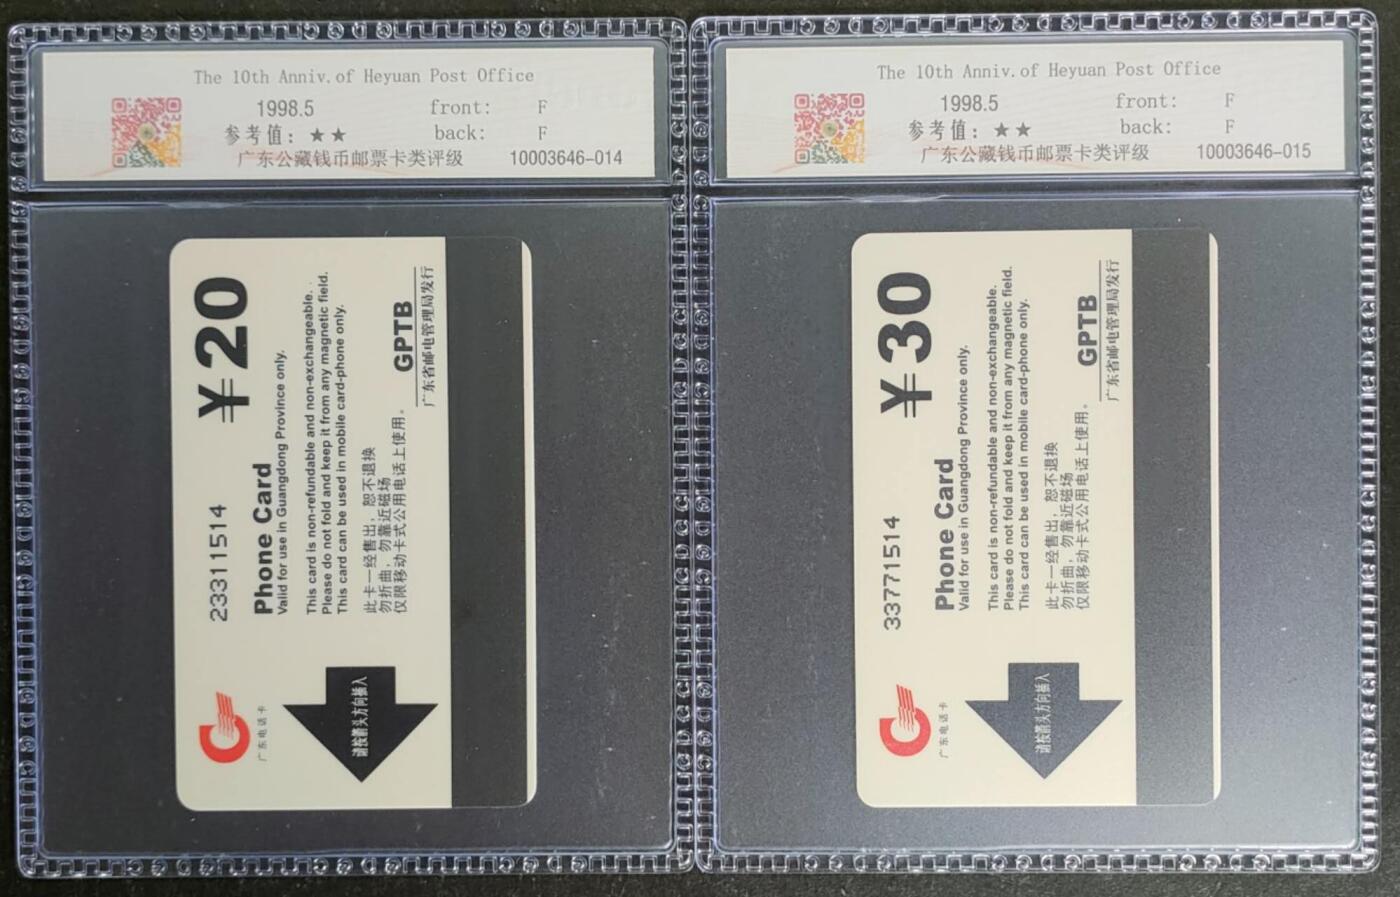 The 10th Anniv. of Heyuan Post Office
1998.5
front: F
参考值：★★
back: F
广东公藏钱币邮票卡类评级
10003646-014
¥20
23311514
Phone Card
Valid for use in Guangdong Province only.
This card is non-refundable and non-exchangeable.
Please do not fold and keep it from any magnetic field.
This card can be used in mobile card-phone only.
此卡一经售出，恕不退换
勿折曲，勿靠近磁场
仅限移动卡式公用电话上使用。
GPTB
广东省邮电管理局发行
广东电话卡
请按箭头方向插入
The 10th Anniv. of Heyuan Post Office
1998.5
front: F
参考值：★★
back: F
广东公藏钱币邮票卡类评级
10003646-015
¥30
33771514
Phone Card
Valid for use in Guangdong Province only.
This card is non-refundable and non-exchangeable.
Please do not fold and keep it from any magnetic field.
This card can be used in mobile card-phone only.
此卡一经售出，恕不退换
勿折曲，勿靠近磁场
仅限移动卡式公用电话上使用。
GPTB
广东省邮电管理局发行
广东电话卡
请按箭头方向插入